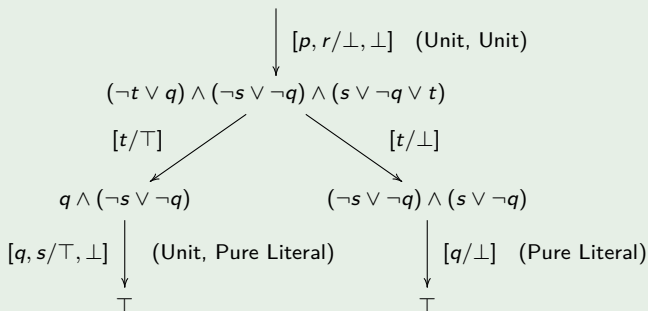 [p, r/⊥, ⊥] (Unit, Unit)
(¬t ∨ q) ∧ (¬s ∨ ¬q) ∧ (s ∨ ¬q ∨ t)
[t/⊤] [t/⊥]
q ∧ (¬s ∨ ¬q) (¬s ∨ ¬q) ∧ (s ∨ ¬q)
[q, s/⊤, ⊥] (Unit, Pure Literal) [q/⊥] (Pure Literal)
⊤ ⊤